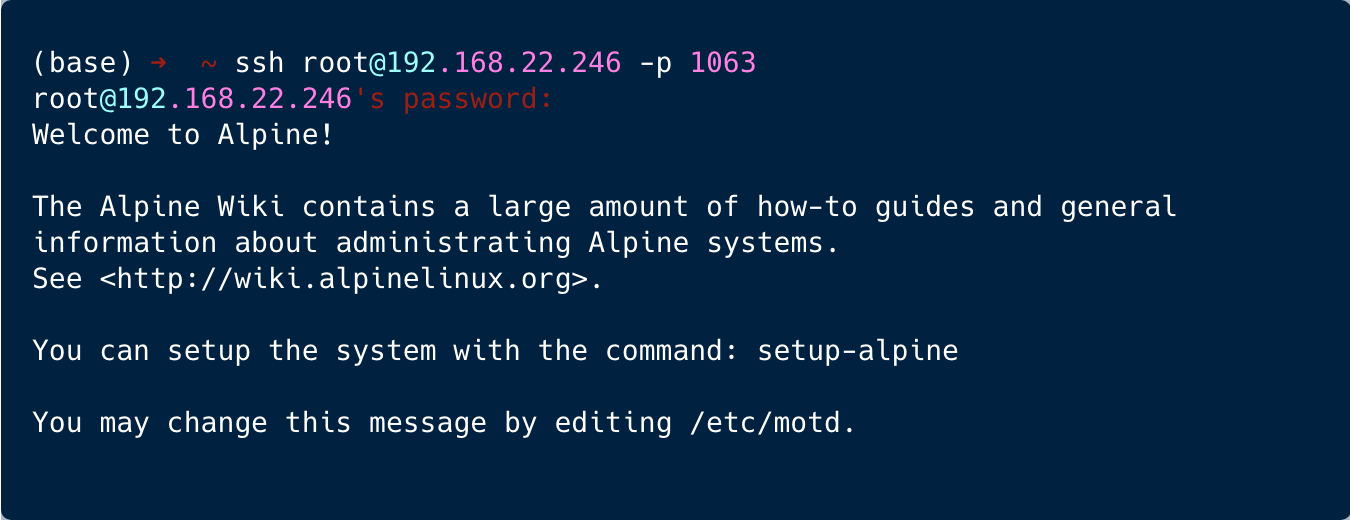 (base) ➜  ~ ssh root@192.168.22.246 -p 1063
root@192.168.22.246's password:
Welcome to Alpine!
The Alpine Wiki contains a large amount of how-to guides and general
information about administrating Alpine systems.
See <http://wiki.alpinelinux.org>.
You can setup the system with the command: setup-alpine
You may change this message by editing /etc/motd.